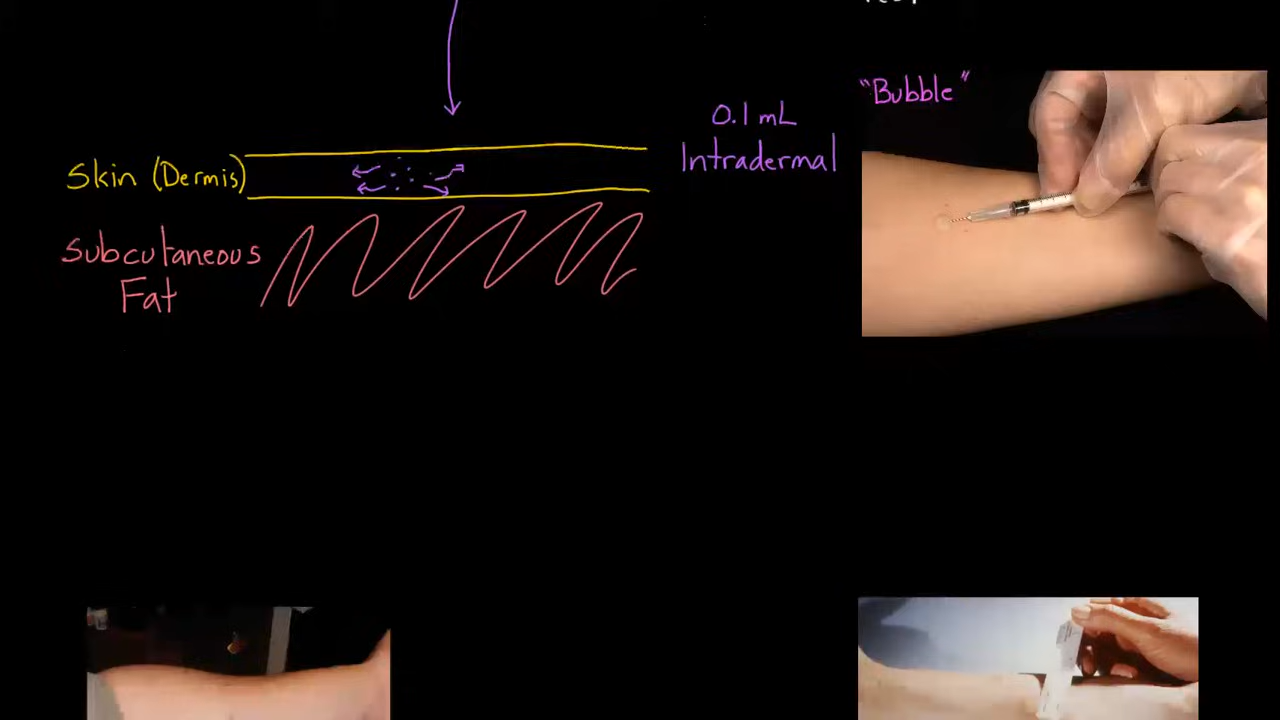 "Bubble"
0.1 mL
Intradermal
Skin (Dermis)
Subcutaneous
Fat